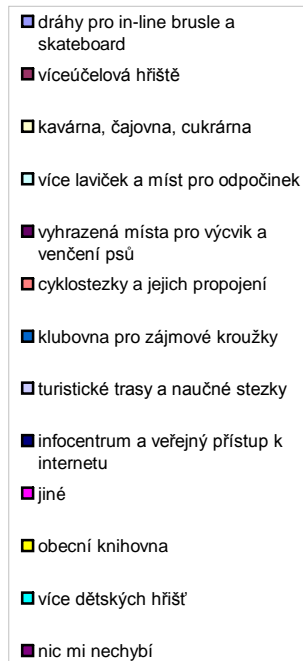 dráhy pro in-line brusle a
skateboard
víceúčelová hřiště
kavárna, čajovna, cukrárna
více laviček a míst pro odpočinek
vyhrazená místa pro výcvik a
venčení psů
cyklostezky a jejich propojení
klubovna pro zájmové kroužky
turistické trasy a naučné stezky
infocentrum a veřejný přístup k
internetu
jiné
obecní knihovna
více dětských hřišť
nic mi nechybí